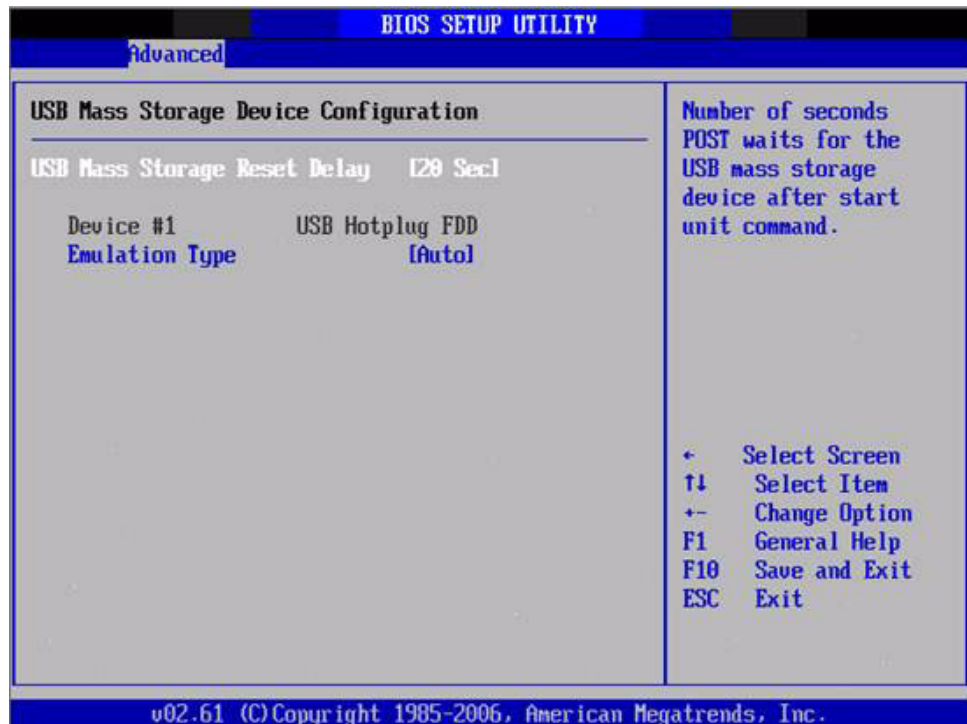 BIOS SETUP UTILITY
Advanced
USB Mass Storage Device Configuration
USB Mass Storage Reset Delay [20 Sec]
Device #1 USB Hotplug FDD
Emulation Type [Auto]
Number of seconds
POST waits for the
USB mass storage
device after start
unit command.
← Select Screen
↑↓ Select Item
+- Change Option
F1 General Help
F10 Save and Exit
ESC Exit
v02.61 (C)Copyright 1985-2006, American Megatrends, Inc.